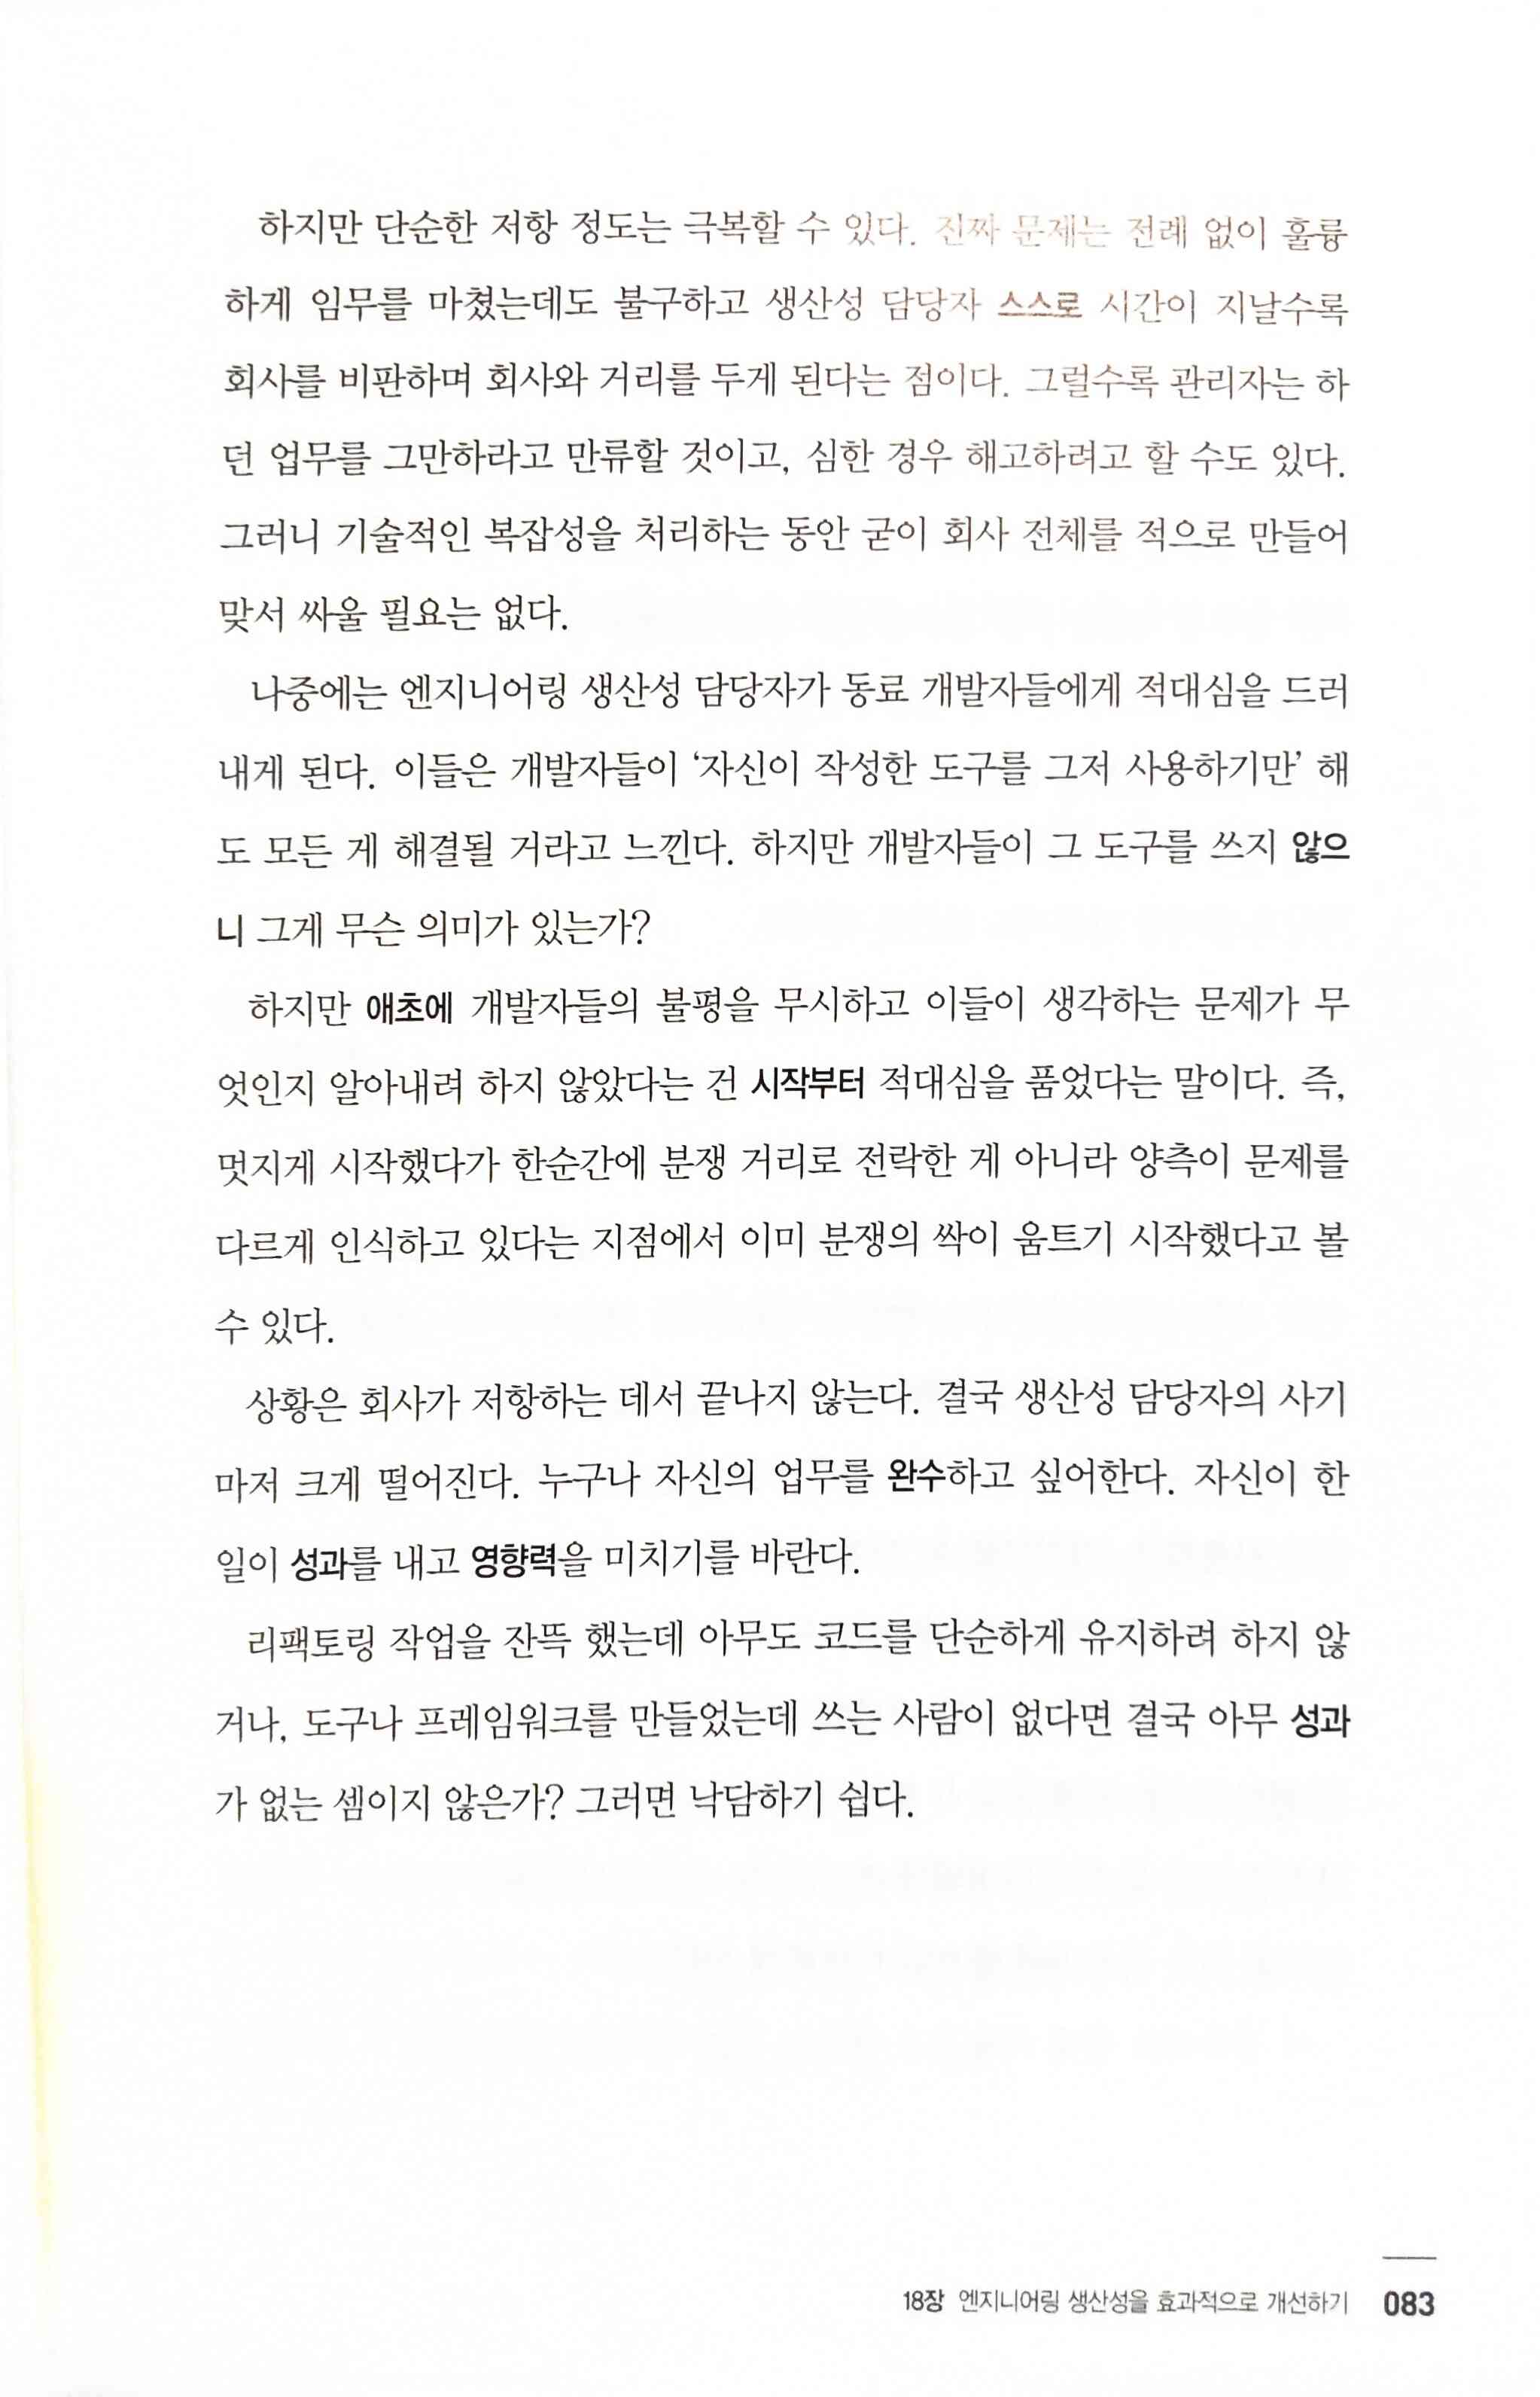 하지만 단순한 저항 정도는 극복할 수 있다. 진짜 문제는 전례 없이 훌륭
하게 임무를 마쳤는데도 불구하고 생산성 담당자 스스로 시간이 지날수록
회사를 비판하며 회사와 거리를 두게 된다는 점이다. 그럴수록 관리자는 하
던 업무를 그만하라고 만류할 것이고, 심한 경우 해고하려고 할 수도 있다.
그러니 기술적인 복잡성을 처리하는 동안 굳이 회사 전체를 적으로 만들어
맞서 싸울 필요는 없다.
나중에는 엔지니어링 생산성 담당자가 동료 개발자들에게 적대심을 드러
내게 된다. 이들은 개발자들이 ‘자신이 작성한 도구를 그저 사용하기만’ 해
도 모든 게 해결될 거라고 느낀다. 하지만 개발자들이 그 도구를 쓰지 않으
니 그게 무슨 의미가 있는가?
하지만 애초에 개발자들의 불평을 무시하고 이들이 생각하는 문제가 무
엇인지 알아내려 하지 않았다는 건 시작부터 적대심을 품었다는 말이다. 즉,
멋지게 시작했다가 한순간에 분쟁 거리로 전락한 게 아니라 양측이 문제를
다르게 인식하고 있다는 지점에서 이미 분쟁의 싹이 움트기 시작했다고 볼
수 있다.
상황은 회사가 저항하는 데서 끝나지 않는다. 결국 생산성 담당자의 사기
마저 크게 떨어진다. 누구나 자신의 업무를 완수하고 싶어한다. 자신이 한
일이 성과를 내고 영향력을 미치기를 바란다.
리팩토링 작업을 잔뜩 했는데 아무도 코드를 단순하게 유지하려 하지 않
거나, 도구나 프레임워크를 만들었는데 쓰는 사람이 없다면 결국 아무 성과
가 없는 셈이지 않은가? 그러면 낙담하기 쉽다.
18장 엔지니어링 생산성을 효과적으로 개선하기 083